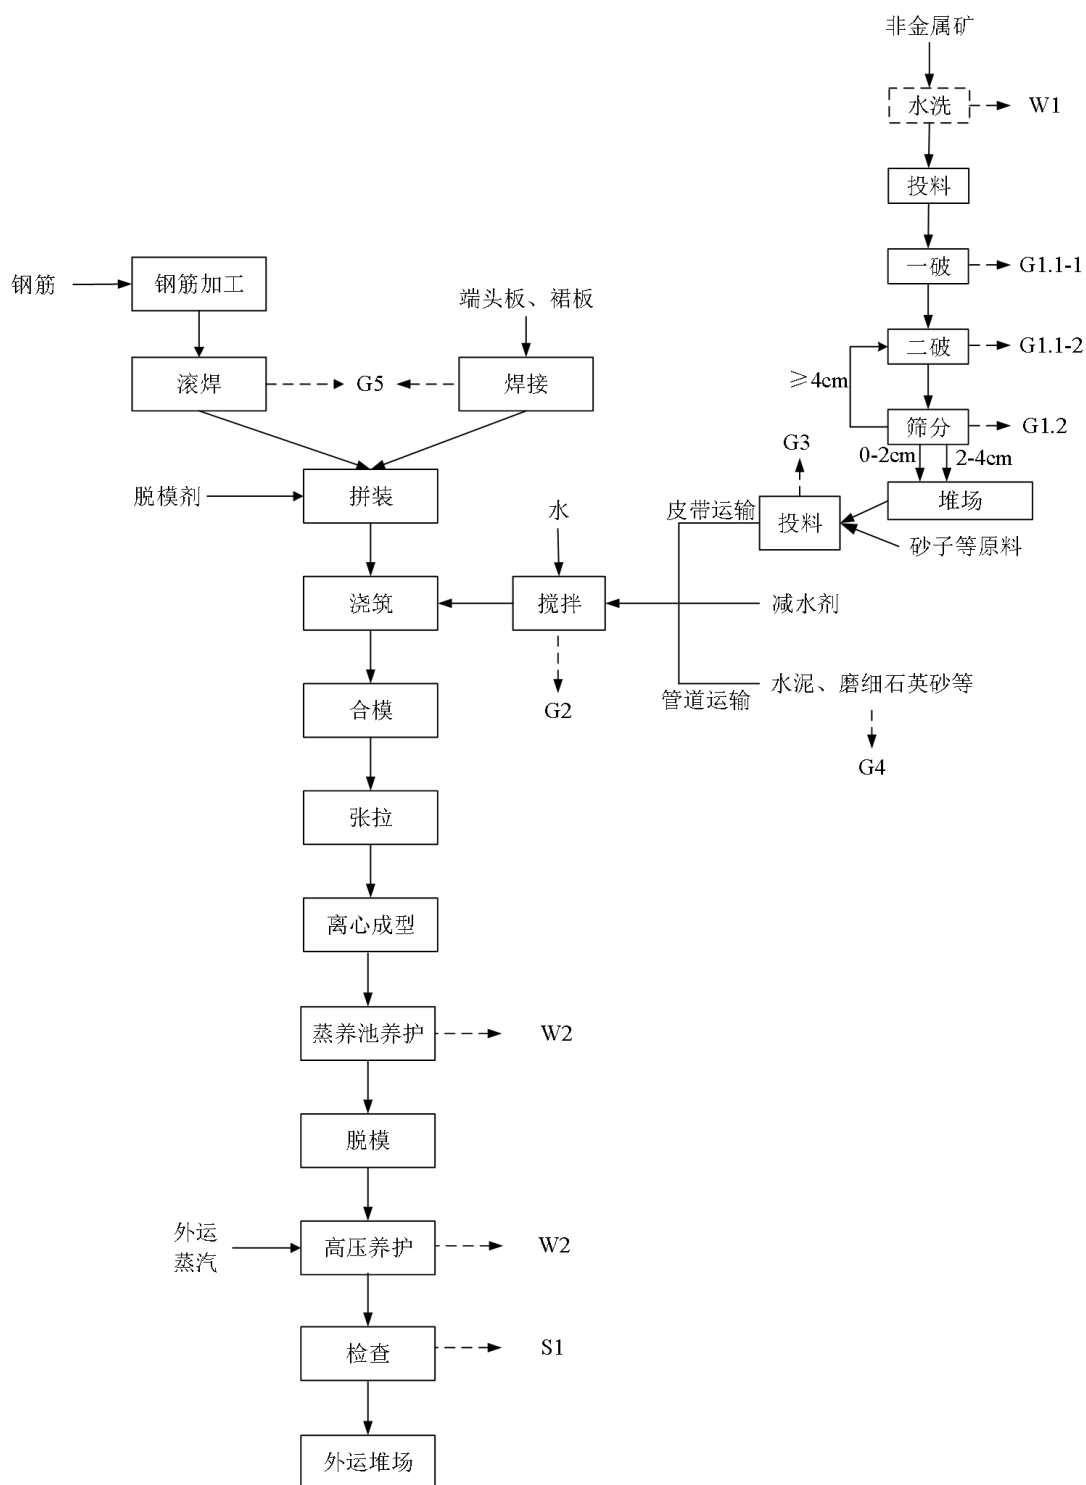 非金属矿
水洗
W1
投料
一破
G1.1-1
钢筋
钢筋加工
端头板、裙板
二破
G1.1-2
滚焊
G5
焊接
≥4cm
筛分
G1.2
G3
0-2cm
2-4cm
脱模剂
拼装
水
皮带运输
投料
堆场
砂子等原料
浇筑
搅拌
减水剂
合模
G2
管道运输
水泥、磨细石英砂等
G4
张拉
离心成型
蒸养池养护
W2
脱模
外运
蒸汽
高压养护
W2
检查
S1
外运堆场